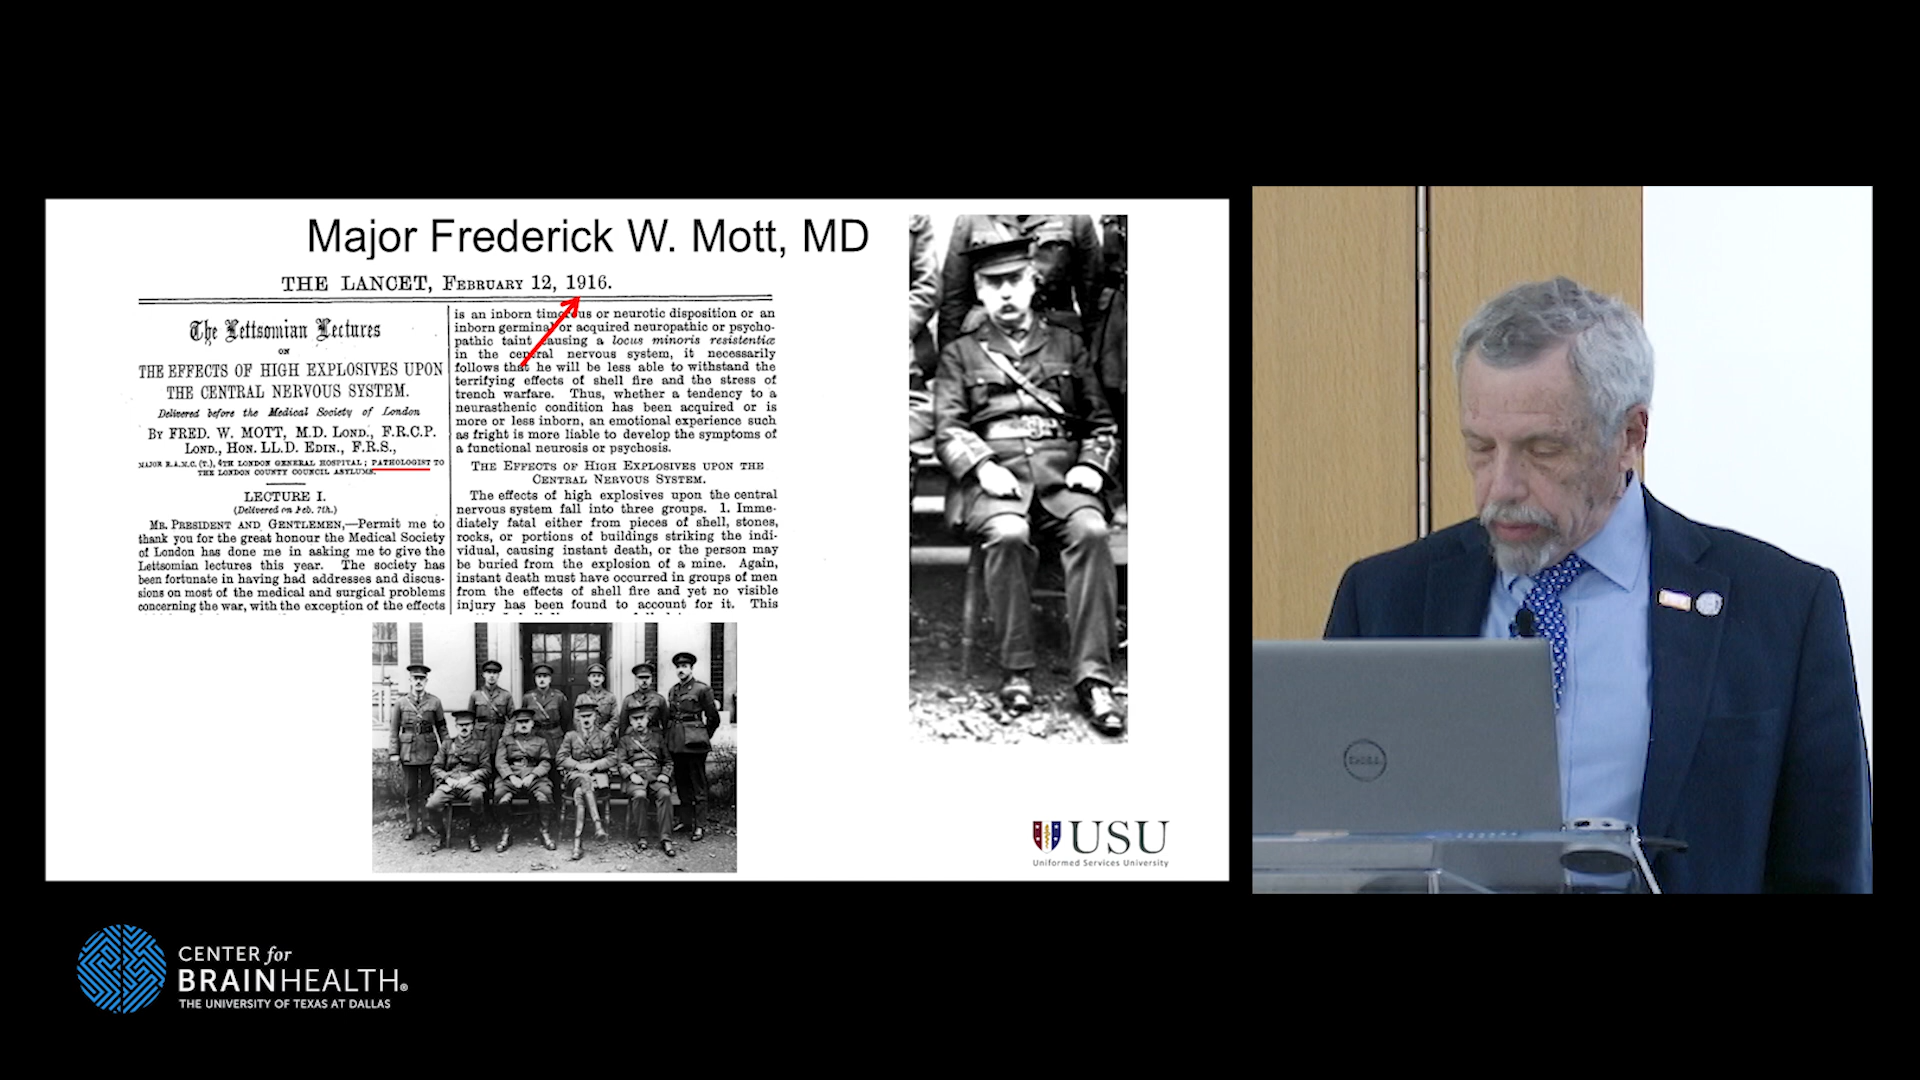 Major Frederick W. Mott, MD
THE LANCET, FEBRUARY 12, 1916.
The Lettsomian Lectures
ON
THE EFFECTS OF HIGH EXPLOSIVES UPON
THE CENTRAL NERVOUS SYSTEM.
Delivered before the Medical Society of London
BY FRED. W. MOTT, M.D. LOND., F.R.C.P.
LOND., HON. LL.D. EDIN., F.R.S.,
MAJOR R.A.M.C. (T.), 4TH LONDON GENERAL HOSPITAL; PATHOLOGIST TO
THE LONDON COUNTY COUNCIL ASYLUMS.
LECTURE I.
(Delivered on Feb. 7th.)
MR. PRESIDENT AND GENTLEMEN,—Permit me to
thank you for the great honour the Medical Society
of London has done me in asking me to give the
Lettsomian lectures this year. The society has
been fortunate in having had addresses and discus-
sions on most of the medical and surgical problems
concerning the war, with the exception of the effects
is an inborn timorous or neurotic disposition or an
inborn germinal or acquired neuropathic or psycho-
pathic taint causing a locus minoris resistentiæ
in the central nervous system, it necessarily
follows that he will be less able to withstand the
terrifying effects of shell fire and the stress of
trench warfare. Thus, whether a tendency to a
neurasthenic condition has been acquired or is
more or less inborn, an emotional experience such
as fright is more liable to develop the symptoms of
a functional neurosis or psychosis.
THE EFFECTS OF HIGH EXPLOSIVES UPON THE
CENTRAL NERVOUS SYSTEM.
The effects of high explosives upon the central
nervous system fall into three groups. 1. Imme-
diately fatal either from pieces of shell, stones,
rocks, or portions of buildings striking the indi-
vidual, causing instant death, or the person may
be buried from the explosion of a mine. Again,
instant death must have occurred in groups of men
from the effects of shell fire and yet no visible
injury has been found to account for it. This
USU
Uniformed Services University
DELL
CENTER for
BRAINHEALTH®
THE UNIVERSITY OF TEXAS AT DALLAS